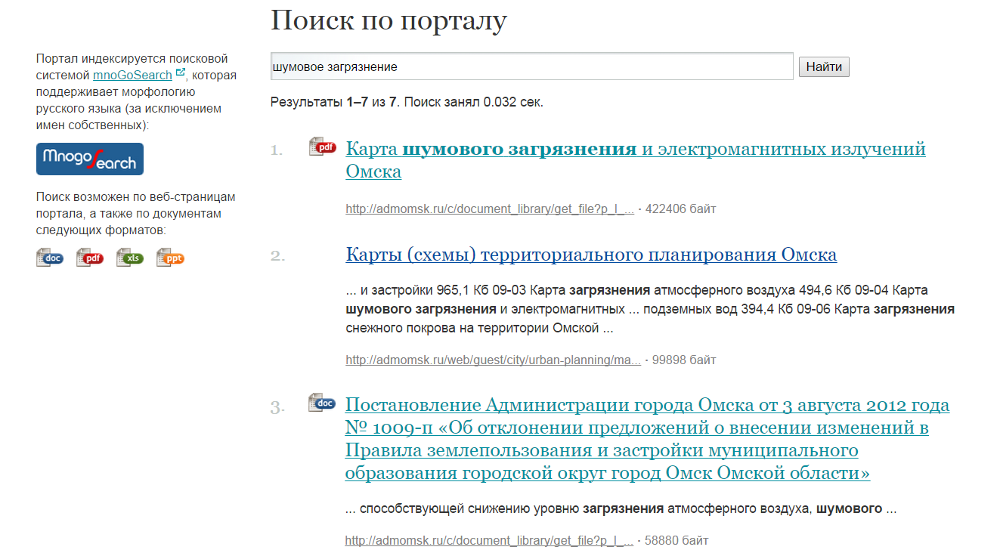 Поиск по порталу
Портал индексируется поисковой
системой mnoGoSearch, которая
поддерживает морфологию
русского языка (за исключением
имен собственных):
Mnogo Search
Поиск возможен по веб-страницам
портала, а также по документам
следующих форматов:
doc pdf xls ppt
шумовое загрязнение Найти
Результаты 1–7 из 7. Поиск занял 0.032 сек.
1. pdf Карта шумового загрязнения и электромагнитных излучений
Омска
http://admomsk.ru/c/document_library/get_file?p_l_... · 422406 байт
2. Карты (схемы) территориального планирования Омска
... и застройки 965,1 Кб 09-03 Карта загрязнения атмосферного воздуха 494,6 Кб 09-04 Карта
шумового загрязнения и электромагнитных ... подземных вод 394,4 Кб 09-06 Карта загрязнения
снежного покрова на территории Омской ...
http://admomsk.ru/web/guest/city/urban-planning/ma... · 99898 байт
3. doc Постановление Администрации города Омска от 3 августа 2012 года
№ 1009-п «Об отклонении предложений о внесении изменений в
Правила землепользования и застройки муниципального
образования городской округ город Омск Омской области»
... способствующей снижению уровню загрязнения атмосферного воздуха, шумового ...
http://admomsk.ru/c/document_library/get_file?p_l_... · 58880 байт